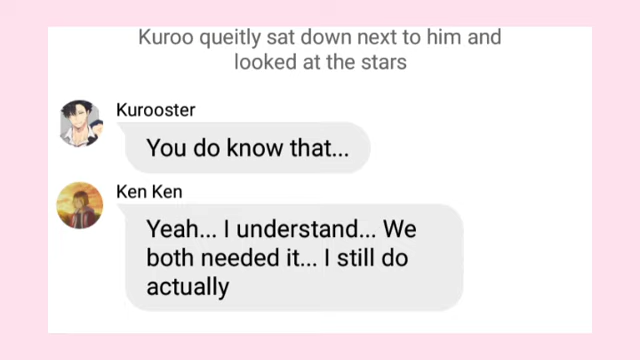 Kuroo queitly sat down next to him and
looked at the stars
Kurooster
You do know that...
Ken Ken
Yeah... I understand... We
both needed it... I still do
actually